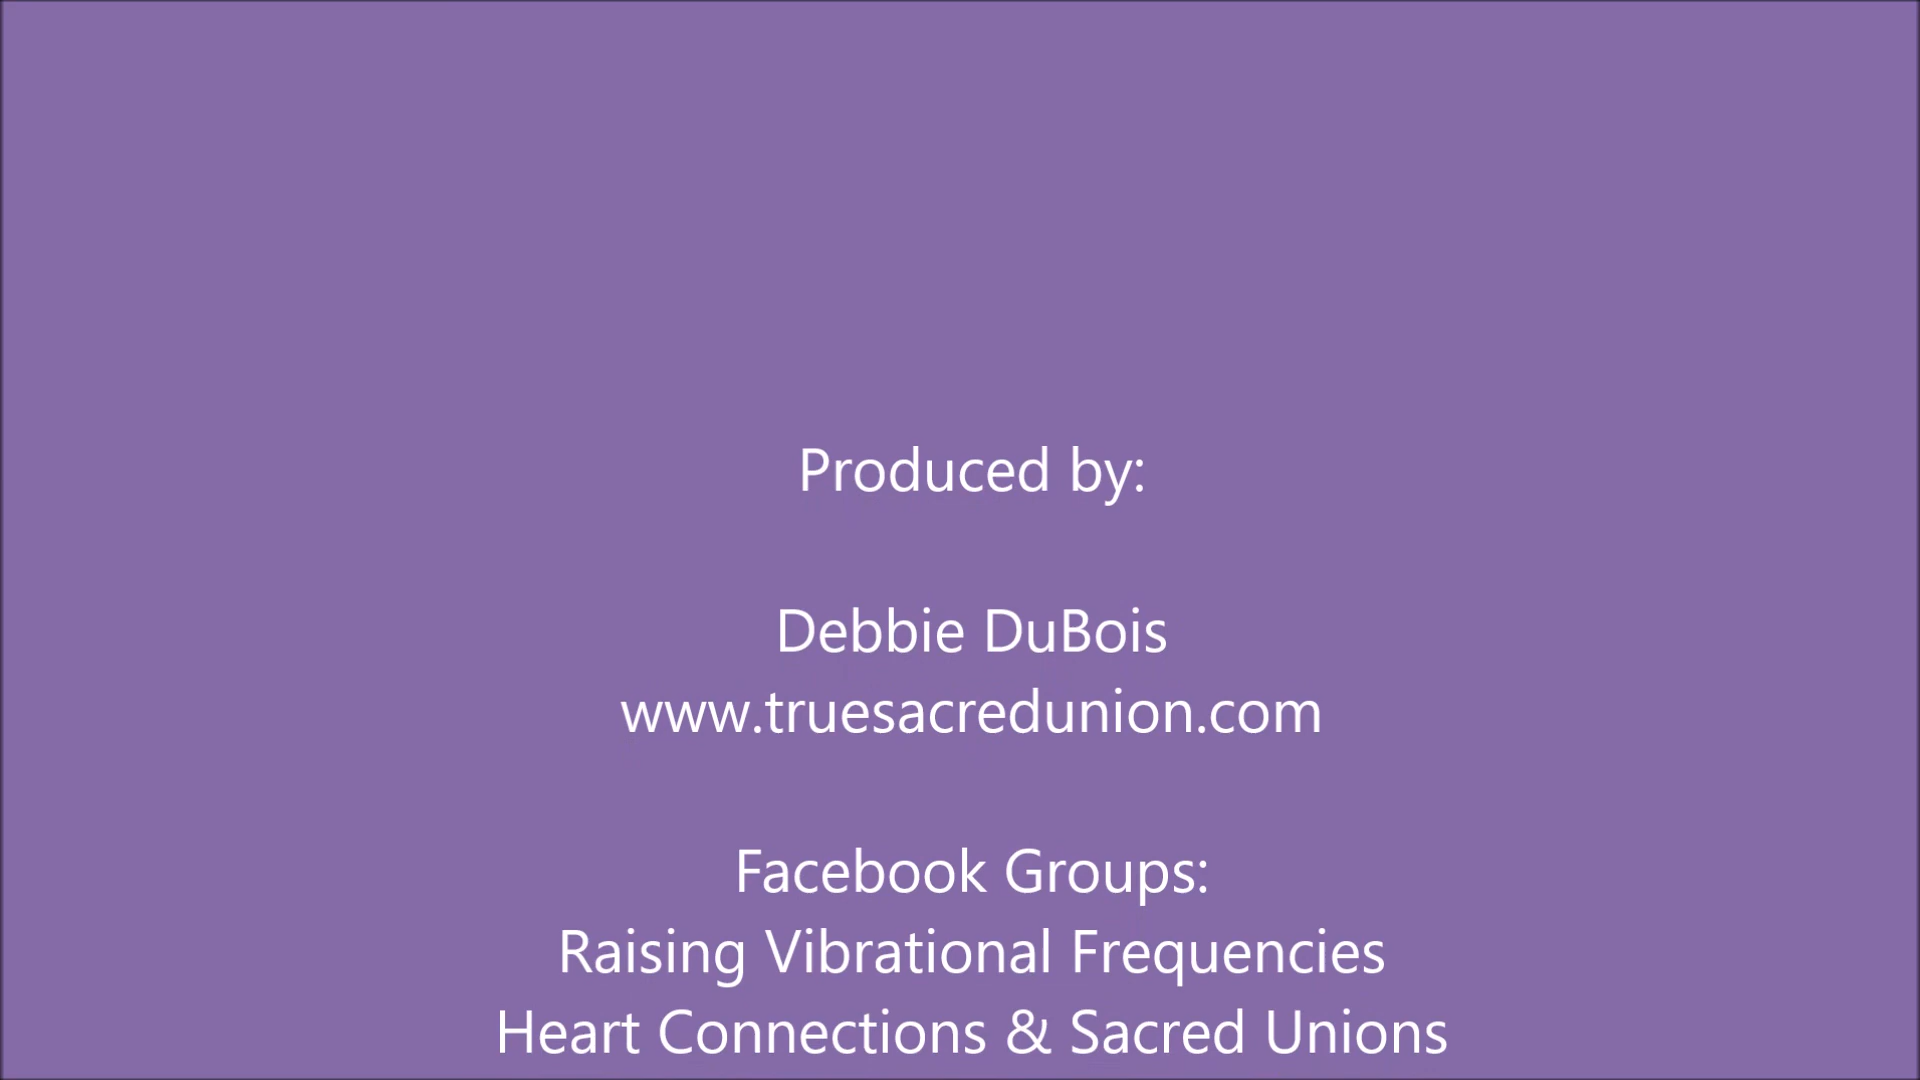 Produced by:
Debbie DuBois
www.truesacredunion.com
Facebook Groups:
Raising Vibrational Frequencies
Heart Connections & Sacred Unions